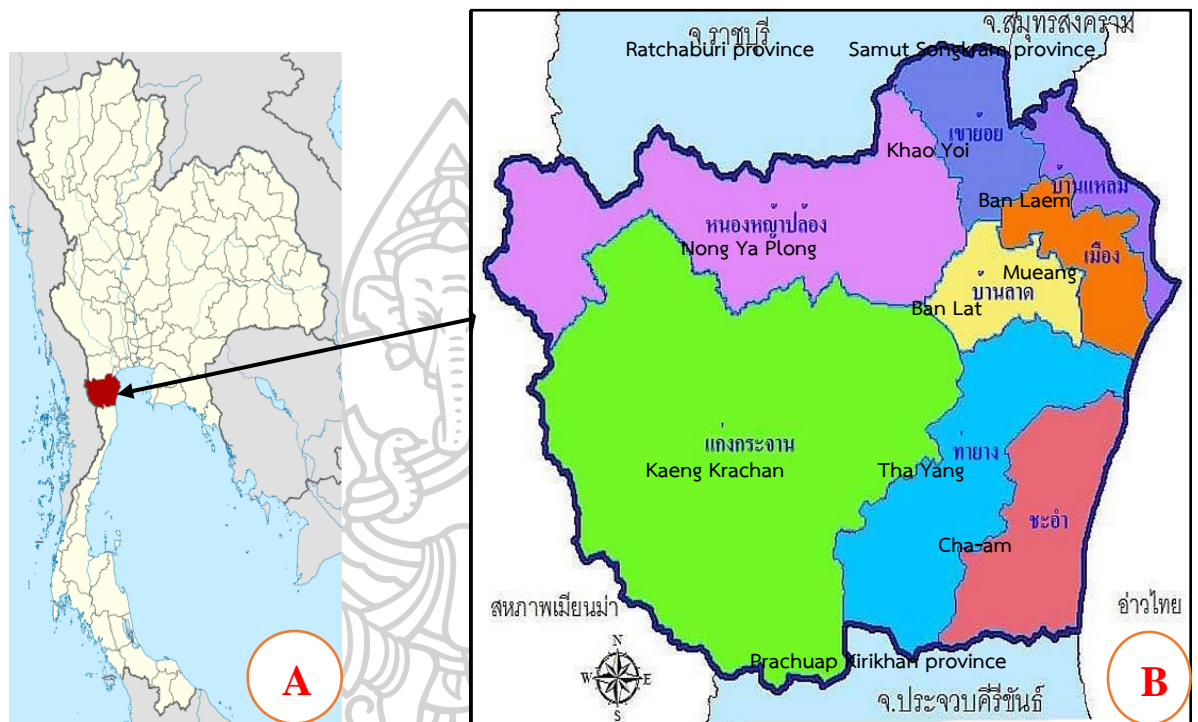 จ.ราชบุรี
Ratchaburi province
จ.สมุทรสงคราม
Samut Songkram province
เขาย้อย
Khao Yoi
บ้านแหลม
Ban Laem
หนองหญ้าปล้อง
Nong Ya Plong
เมือง
Mueang
บ้านลาด
Ban Lat
แก่งกระจาน
Kaeng Krachan
ท่ายาง
Tha Yang
ชะอำ
Cha-am
สหภาพเมียนม่า
อ่าวไทย
N
W
E
S
Prachuap Kirikhan province
จ.ประจวบคีรีขันธ์
A
B